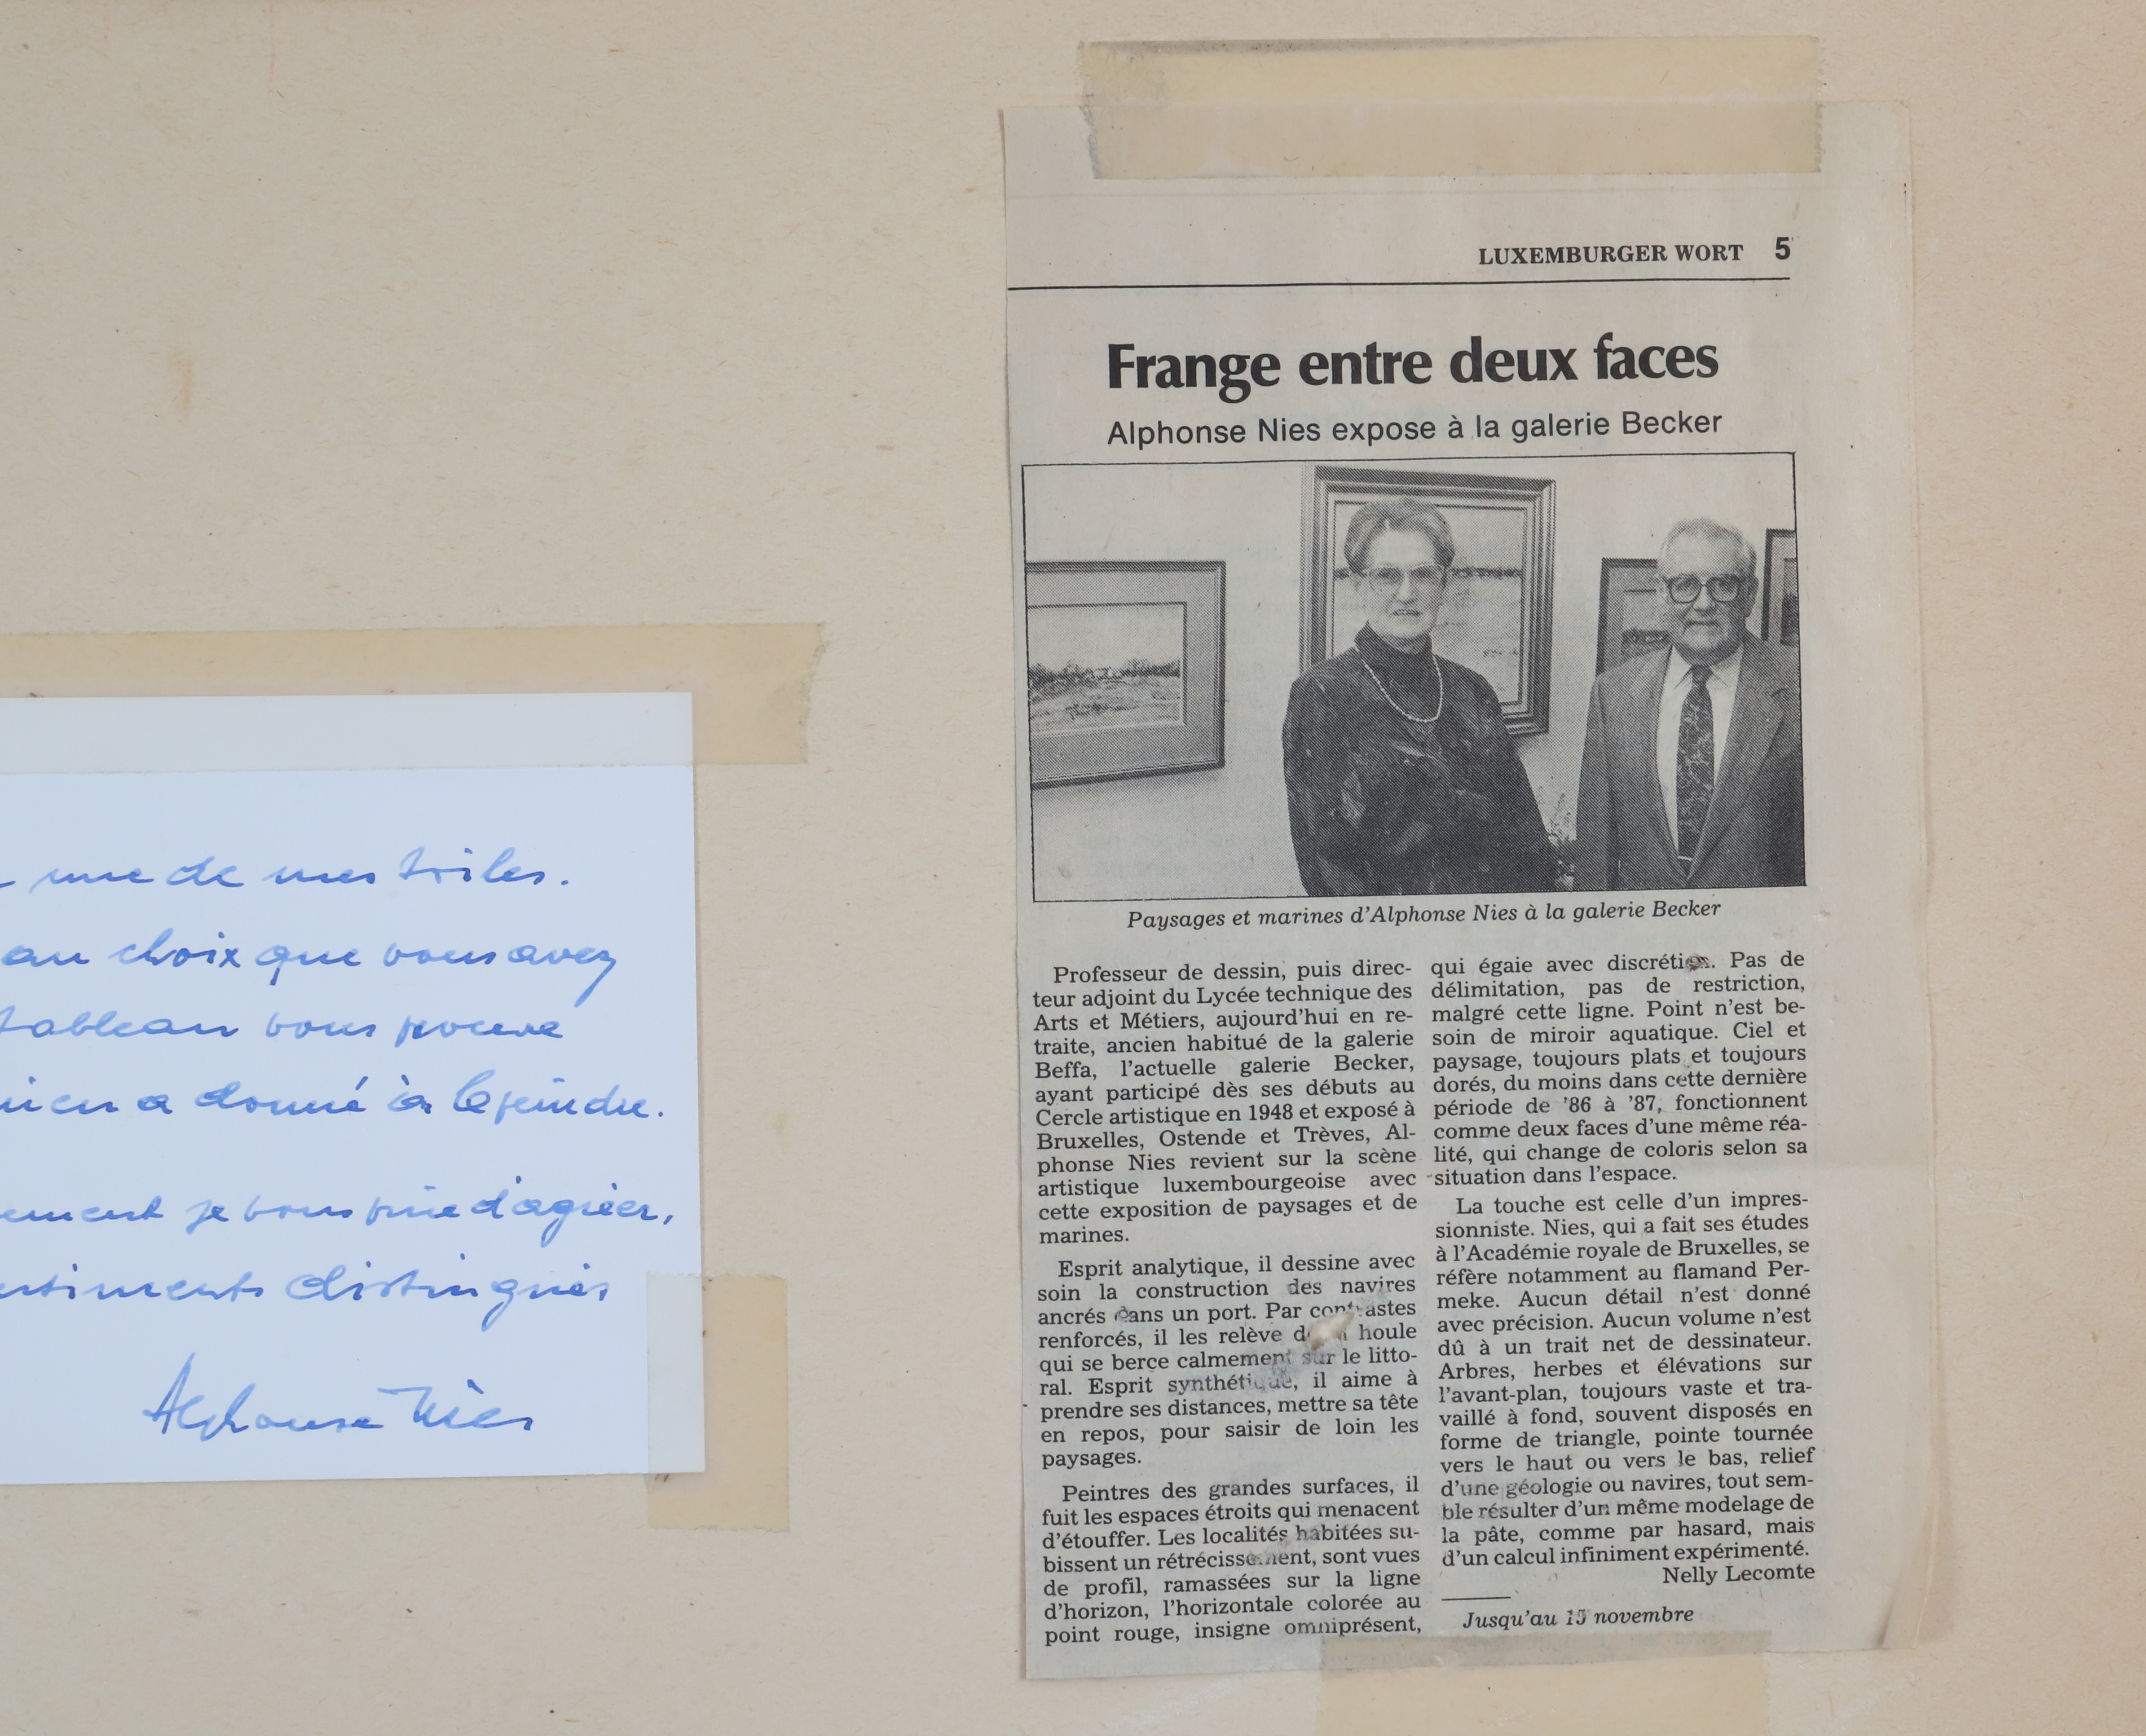 une de mes toiles.
au choix que vous avez
tableau vous pouve
a donné à le peindre.
je vous prie d'agréer,
distingués
Alphonse Nies
LUXEMBURGER WORT 5
Frange entre deux faces
Alphonse Nies expose à la galerie Becker
Paysages et marines d'Alphonse Nies à la galerie Becker
Professeur de dessin, puis direc-
teur adjoint du Lycée technique des
Arts et Métiers, aujourd'hui en re-
traite, ancien habitué de la galerie
Beffa, l'actuelle galerie Becker,
ayant participé dès ses débuts au
Cercle artistique en 1948 et exposé à
Bruxelles, Ostende et Trèves, Al-
phonse Nies revient sur la scène
artistique luxembourgeoise avec
cette exposition de paysages et de
marines.
Esprit analytique, il dessine avec
soin la construction des navires
ancrés dans un port. Par contrastes
renforcés, il les relève houle
qui se berce calmement sur le litto-
ral. Esprit synthétique, il aime à
prendre ses distances, mettre sa tête
en repos, pour saisir de loin les
paysages.
Peintres des grandes surfaces, il
fuit les espaces étroits qui menacent
d'étouffer. Les localités habitées su-
bissent un rétrécissement, sont vues
de profil, ramassées sur la ligne
d'horizon, l'horizontale colorée au
point rouge, insigne omniprésent,
qui égaie avec discrétion. Pas de
délimitation, pas de restriction,
malgré cette ligne. Point n'est be-
soin de miroir aquatique. Ciel et
paysage, toujours plats et toujours
dorés, du moins dans cette dernière
période de '86 à '87, fonctionnent
comme deux faces d'une même réa-
lité, qui change de coloris selon sa
situation dans l'espace.
La touche est celle d'un impres-
sionniste. Nies, qui a fait ses études
à l'Académie royale de Bruxelles, se
réfère notamment au flamand Per-
meke. Aucun détail n'est donné
avec précision. Aucun volume n'est
dû à un trait net de dessinateur.
Arbres, herbes et élévations sur
l'avant-plan, toujours vaste et tra-
vaillé à fond, souvent disposés en
forme de triangle, pointe tournée
vers le haut ou vers le bas, relief
d'une géologie ou navires, tout sem-
ble résulter d'un même modelage de
la pâte, comme par hasard, mais
d'un calcul infiniment expérimenté.
Nelly Lecomte
Jusqu'au 15 novembre